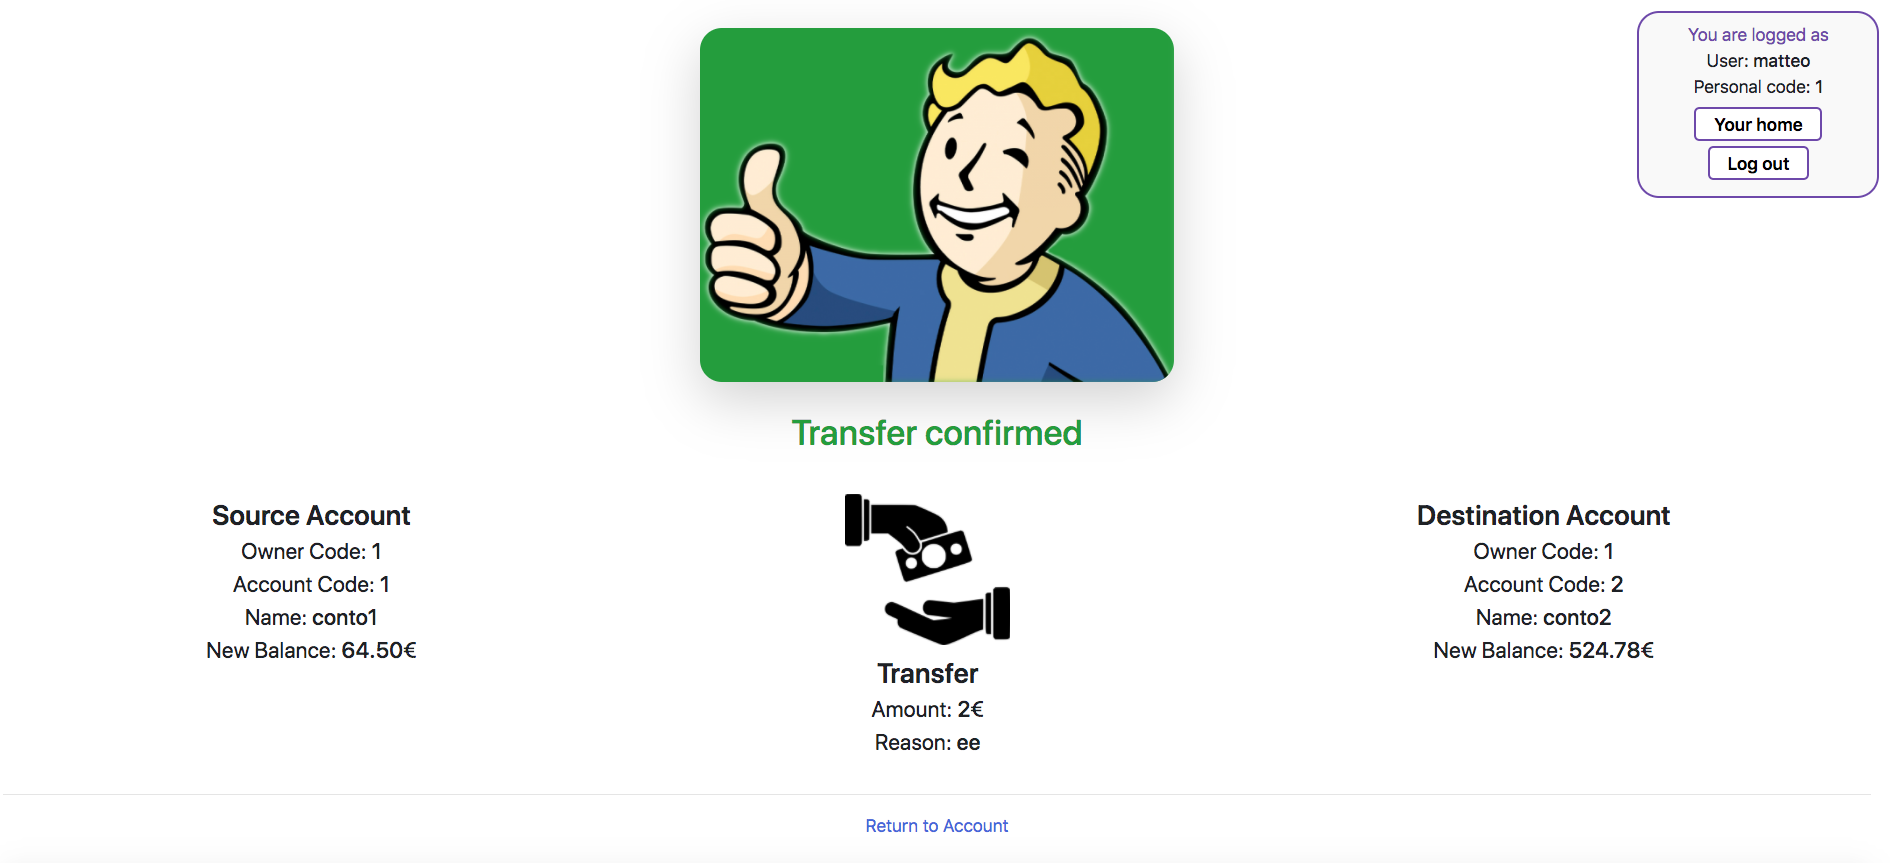 You are logged as
User: matteo
Personal code: 1
Your home
Log out
Transfer confirmed
Source Account
Owner Code: 1
Account Code: 1
Name: conto1
New Balance: 64.50€
Transfer
Amount: 2€
Reason: ee
Destination Account
Owner Code: 1
Account Code: 2
Name: conto2
New Balance: 524.78€
Return to Account